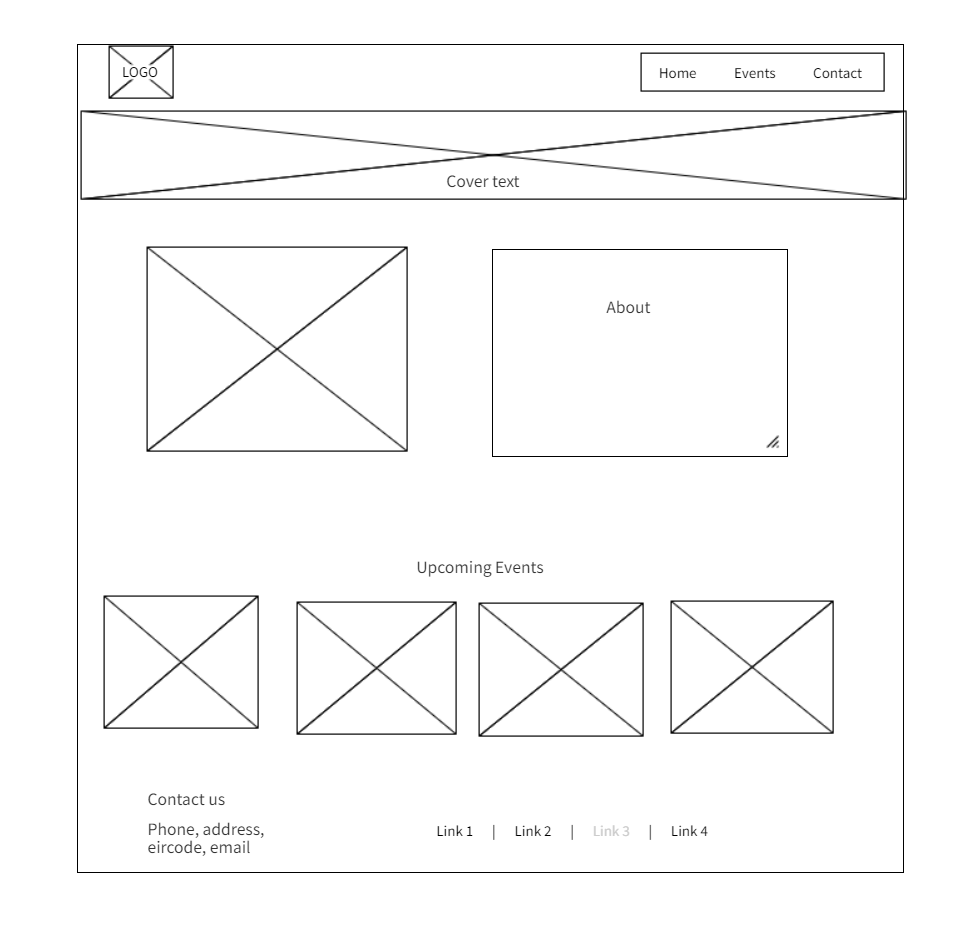 LOGO
Home Events Contact
Cover text
About
Upcoming Events
Contact us
Phone, address,
eircode, email
Link 1 | Link 2 | Link 3 | Link 4